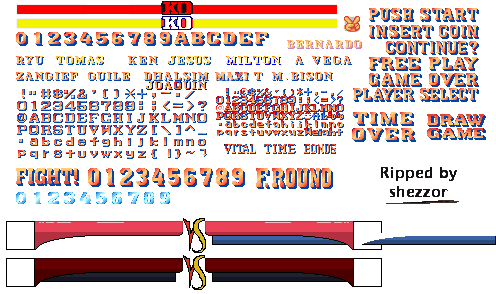 KO
KO
PUSH START
INSERT COIN
CONTINUE?
FREE PLAY
GAME OVER
PLAYER SELECT
0123456789ABCDEF
BERNARDO
RYU TOMAS KEN JESUS MILTON A VEGA
ZANGIEF GUILE DHALSIM MAXI T M.BISON
JOAQUIN
0123456789:;<=>?
@ABCDEFGHIJKLMNO
PQRSTUVWXYZ[\]^_
abcdefghijklmno
pqrstuvwxyz{|}~
TIME OVER
DRAW GAME
VITAL TIME BONUS
FIGHT! 0123456789 F.ROUND
0123456789
Ripped by
shezzor
VS
VS